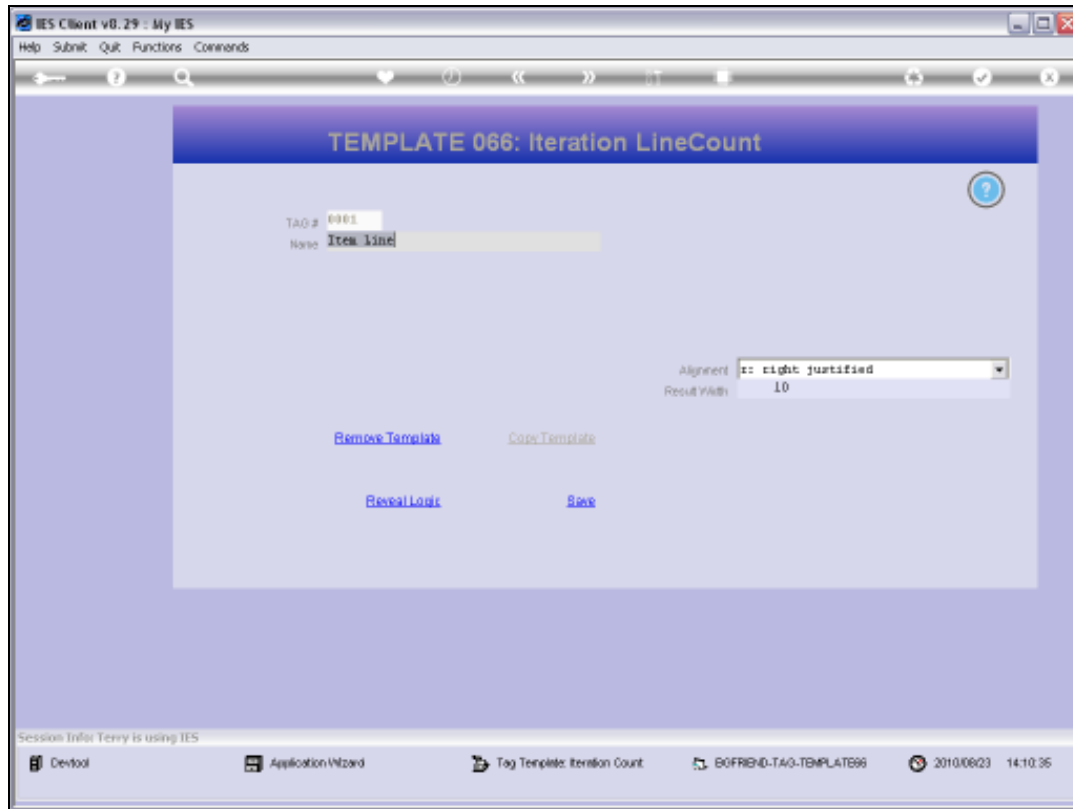 IES Client v8.29 : My IES
Help Submit Quit Functions Commands
TEMPLATE 066: Iteration LineCount
TAG # 0001
Name Item line
Alignment r: right justified
Result Width 10
Remove Template Copy Template
Reveal Logic Save
Session Info: Terry is using IES
Devtool Application Wizard Tag Template: Iteration Count BGFRIEND-TAG-TEMPLATE66 2010/08/23 14:10:35